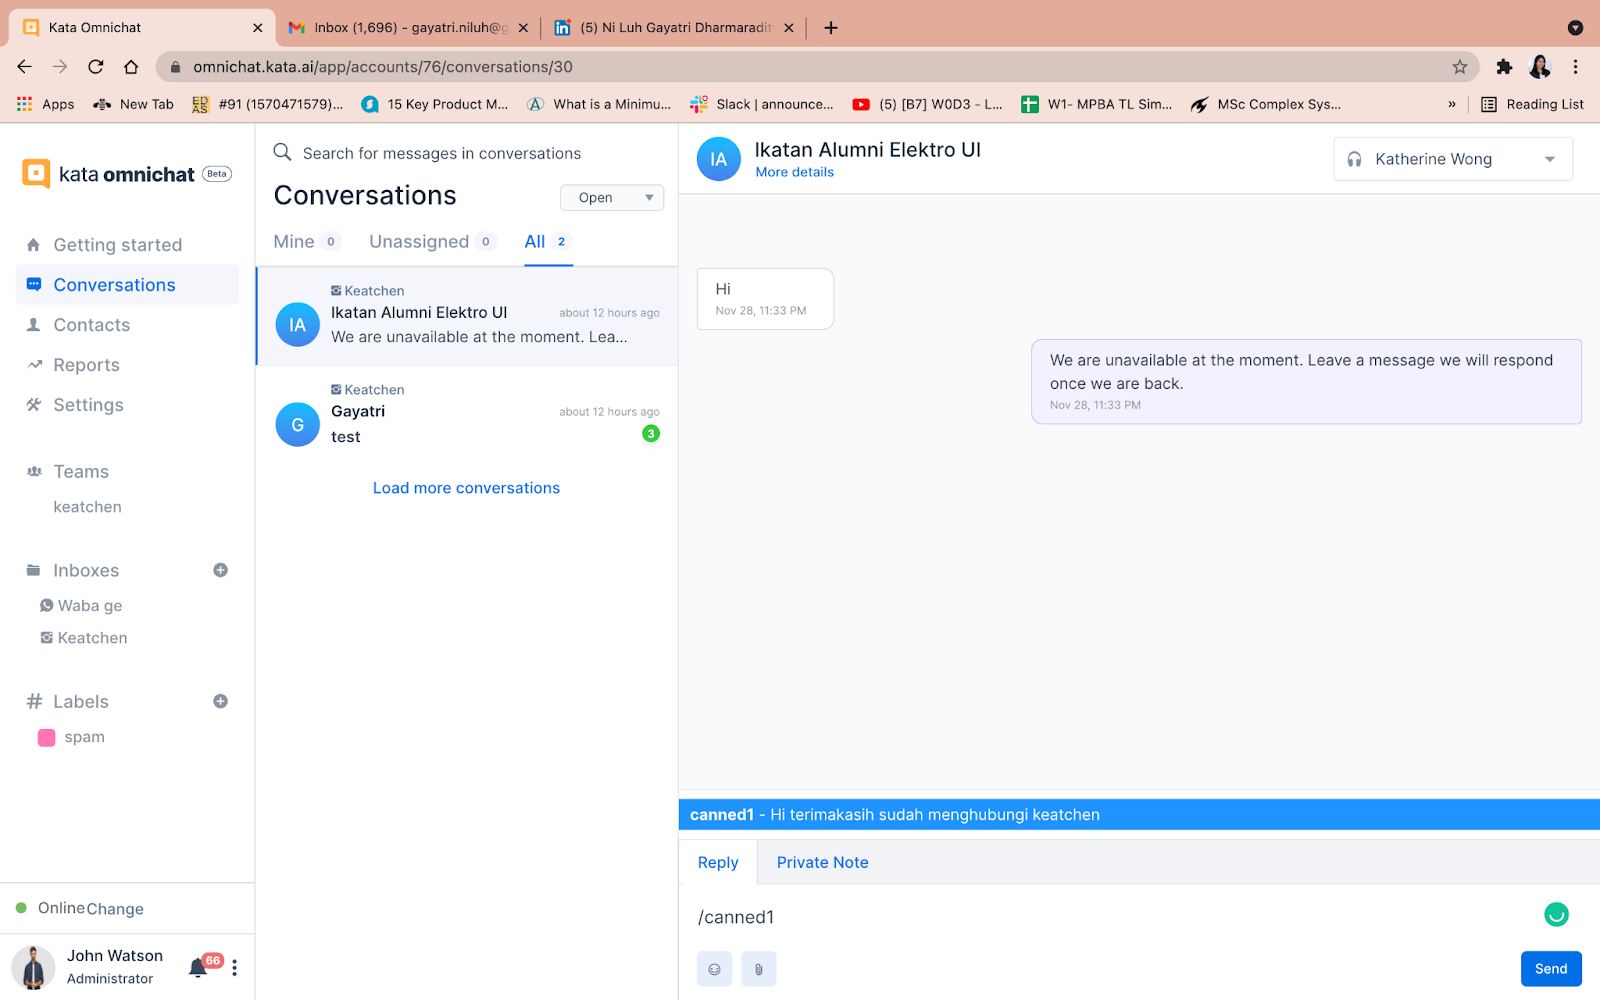 Kata Omnichat
Inbox (1,696) - gayatri.niluh@g
(5) Ni Luh Gayatri Dharmaradit
omnichat.kata.ai/app/accounts/76/conversations/30
Apps
New Tab
#91 (1570471579)...
15 Key Product M...
What is a Minimu...
Slack | announce...
(5) [B7] W0D3 - L...
W1- MPBA TL Sim...
MSc Complex Sys...
»
Reading List
kata omnichat
Beta
Getting started
Conversations
Contacts
Reports
Settings
Teams
keatchen
Inboxes
Waba ge
Keatchen
Labels
spam
Online Change
John Watson
Administrator
66
Search for messages in conversations
Conversations
Open
Mine 0
Unassigned 0
All 2
Keatchen
IA
Ikatan Alumni Elektro UI
about 12 hours ago
We are unavailable at the moment. Lea...
Keatchen
G
Gayatri
about 12 hours ago
test
3
Load more conversations
IA
Ikatan Alumni Elektro UI
More details
Katherine Wong
Hi
Nov 28, 11:33 PM
We are unavailable at the moment. Leave a message we will respond
once we are back.
Nov 28, 11:33 PM
canned1 - Hi terimakasih sudah menghubungi keatchen
Reply
Private Note
/canned1
Send